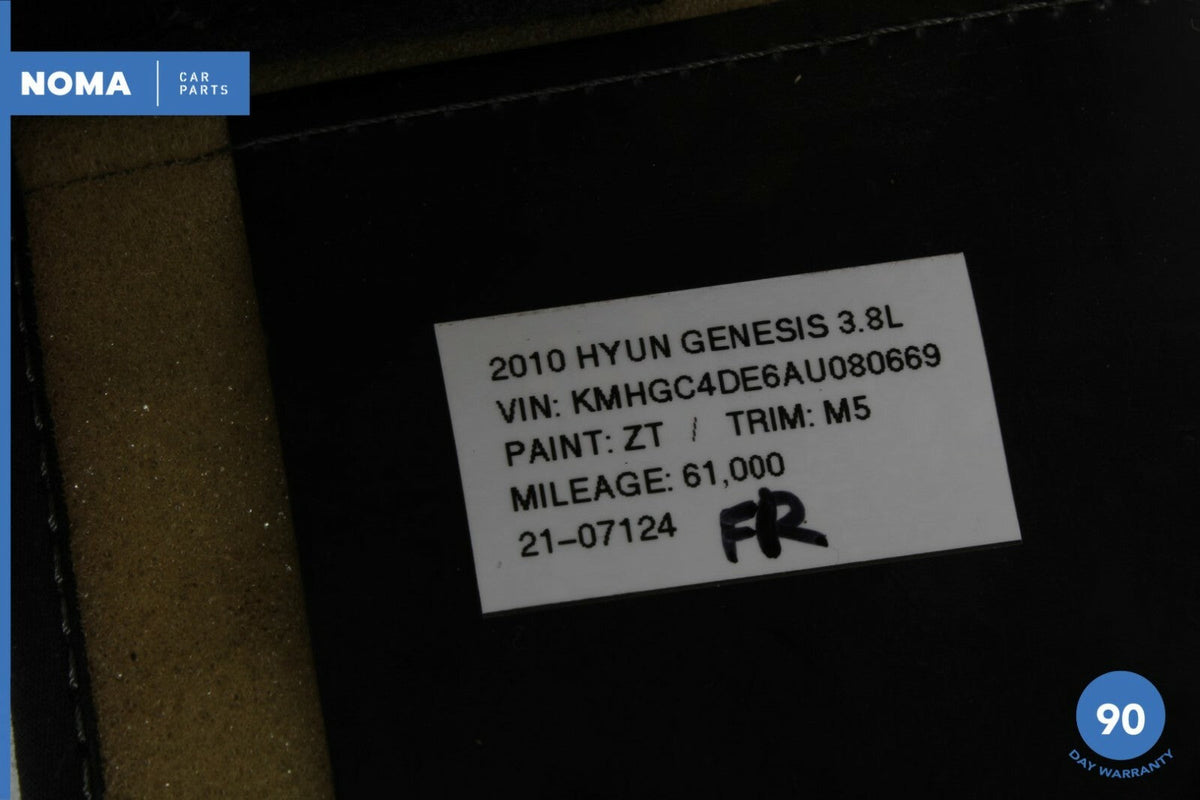 NOMA
CAR
PARTS
2010 HYUN GENESIS 3.8L
VIN: KMHGC4DE6AU080669
PAINT: ZT / TRIM: M5
MILEAGE: 61,000
21-07124 FR
90
DAY WARRANTY